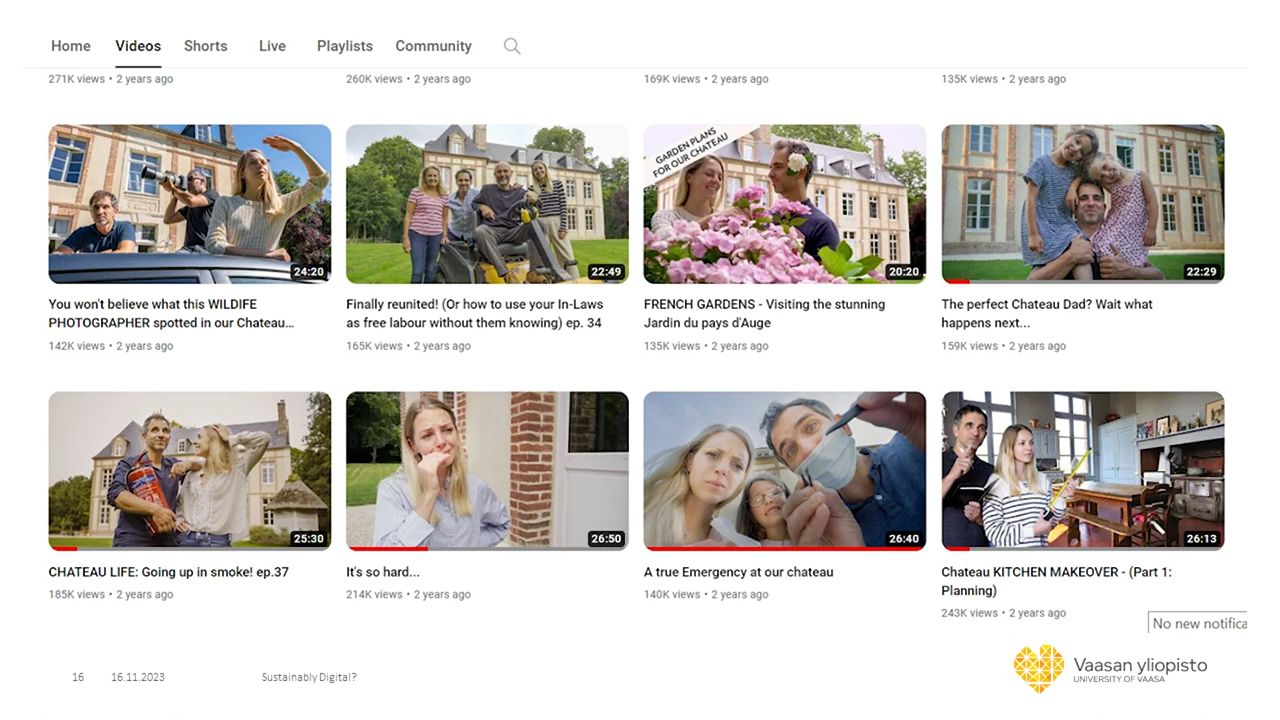 Home Videos Shorts Live Playlists Community
271K views • 2 years ago
260K views • 2 years ago
169K views • 2 years ago
135K views • 2 years ago
24:20
You won't believe what this WILDIFE
PHOTOGRAPHER spotted in our Chateau...
142K views • 2 years ago
22:49
Finally reunited! (Or how to use your In-Laws
as free labour without them knowing) ep. 34
165K views • 2 years ago
GARDEN PLANS
FOR OUR CHATEAU
20:20
FRENCH GARDENS - Visiting the stunning
Jardin du pays d'Auge
135K views • 2 years ago
22:29
The perfect Chateau Dad? Wait what
happens next...
159K views • 2 years ago
25:30
CHATEAU LIFE: Going up in smoke! ep.37
185K views • 2 years ago
26:50
It's so hard...
214K views • 2 years ago
26:40
A true Emergency at our chateau
140K views • 2 years ago
26:13
Chateau KITCHEN MAKEOVER - (Part 1:
Planning)
243K views • 2 years ago
No new notifica
16 16.11.2023 Sustainably Digital?
Vaasan yliopisto
UNIVERSITY OF VAASA